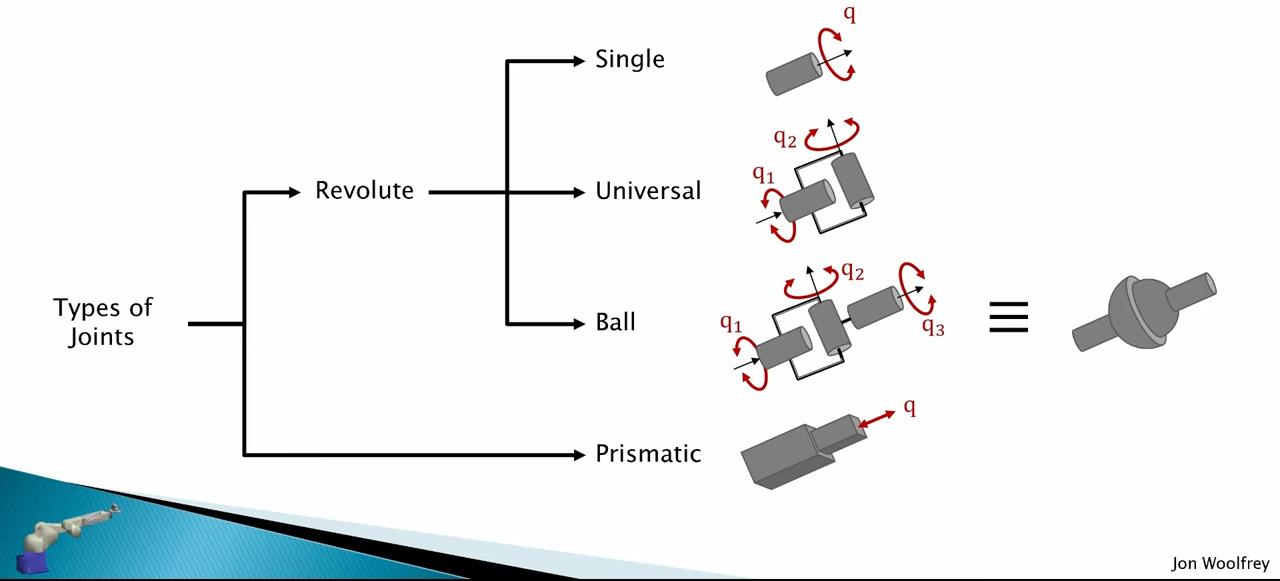 Types of
Joints
Revolute
Single
q
Universal
q₁
q₂
Ball
q₁
q₂
q₃
≡
Prismatic
q
Jon Woolfrey